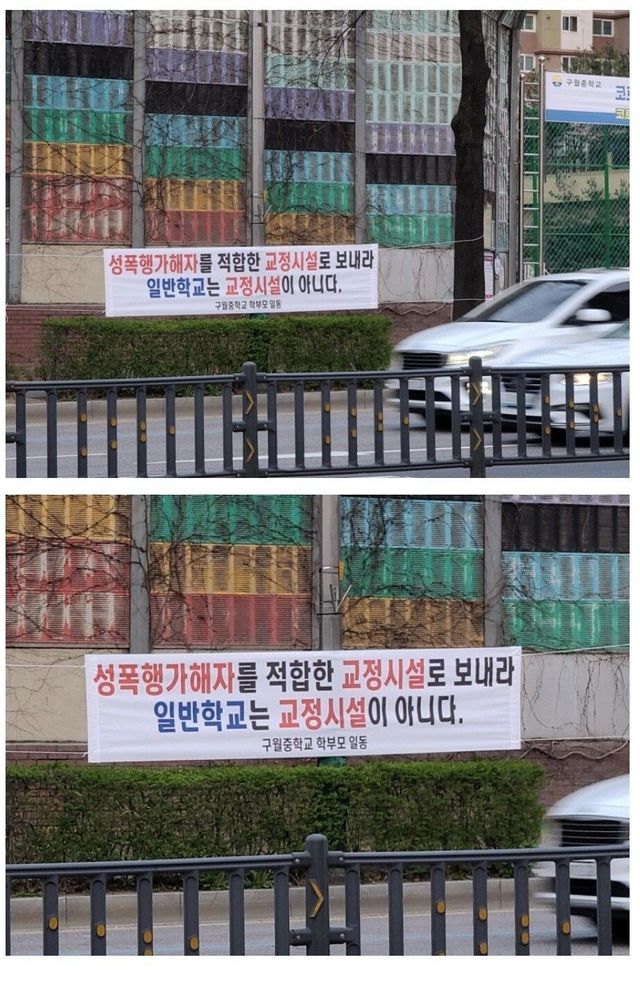 구월중학교
성폭행가해자를 적합한 교정시설로 보내라
일반학교는 교정시설이 아니다.
구월중학교 학부모 일동
성폭행가해자를 적합한 교정시설로 보내라
일반학교는 교정시설이 아니다.
구월중학교 학부모 일동